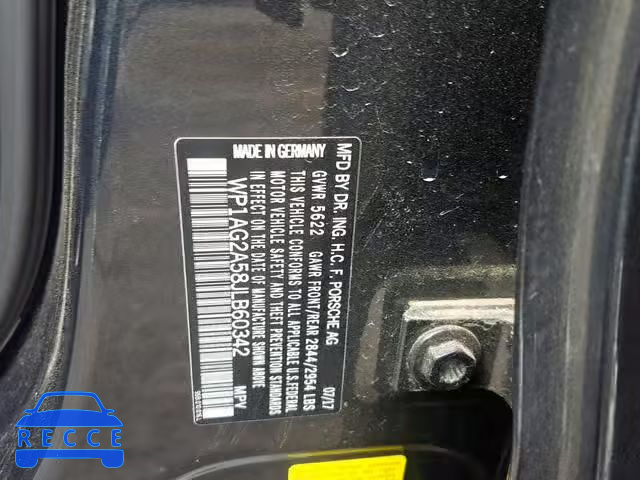 MFD BY DR. ING. H.C. F. PORSCHE AG
GVWR 5622 GAWR FRONT/REAR 2844/2954 LBS 07/17
THIS VEHICLE CONFORMS TO ALL APPLICABLE U.S.FEDERAL
MOTOR VEHICLE SAFETY AND THEFT PREVENTION STANDARDS
IN EFFECT ON THE DATE OF MANUFACTURE SHOWN ABOVE
WP1AG2A58JLB60342 MPV
MADE IN GERMANY
RECCE